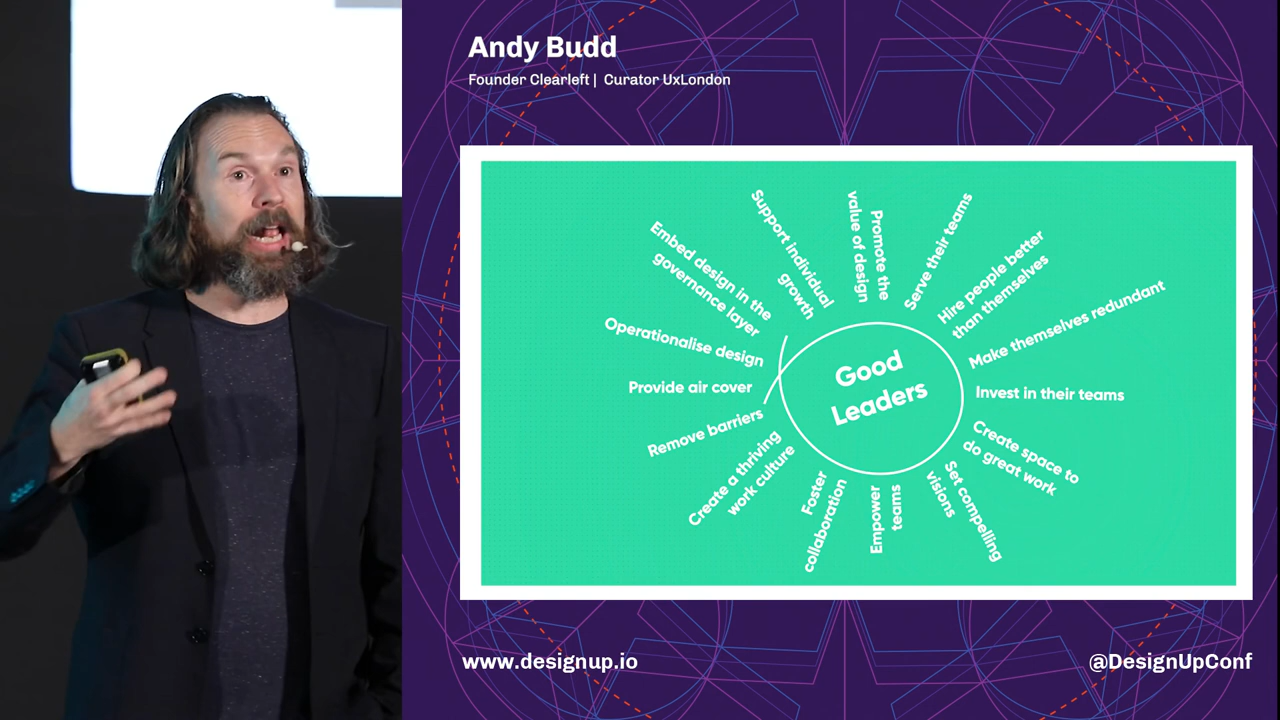 Andy Budd
Founder Clearleft | Curator UxLondon
Good
Leaders
Promote the
value of design
Serve their teams
Hire people better
than themselves
Make themselves redundant
Invest in their teams
Create space to
do great work
Set compelling
visions
Empower
teams
Foster
collaboration
Create a thriving
work culture
Remove barriers
Provide air cover
Operationalise design
Embed design in the
governance layer
Support individual
growth
www.designup.io
@DesignUpConf